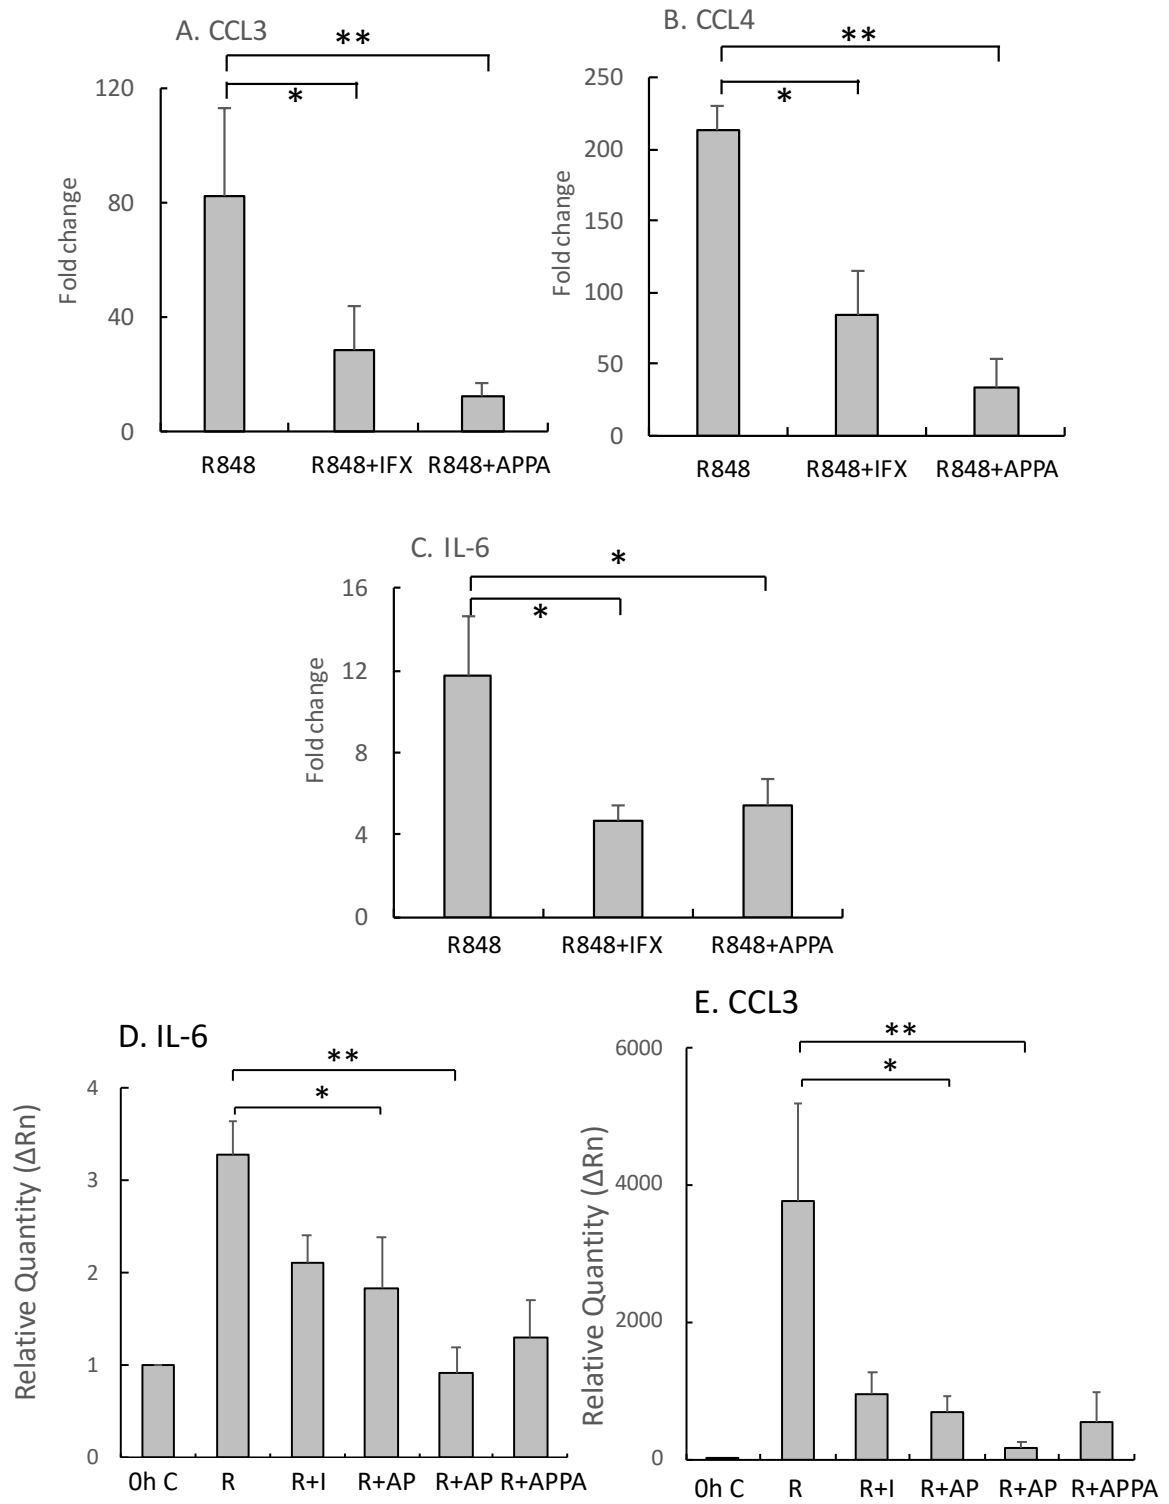 A. CCL3
**
*
120
80
40
0
Fold change
R848
R848+IFX
R848+APPA
B. CCL4
**
*
250
200
150
100
50
0
Fold change
R848
R848+IFX
R848+APPA
C. IL-6
*
*
16
12
8
4
0
Fold change
R848
R848+IFX
R848+APPA
D. IL-6
**
*
4
3
2
1
0
Relative Quantity (ΔRn)
0h C
R
R+I
R+AP
R+AP
R+APPA
E. CCL3
**
*
6000
4000
2000
0
Relative Quantity (ΔRn)
0h C
R
R+I
R+AP
R+AP
R+APPA